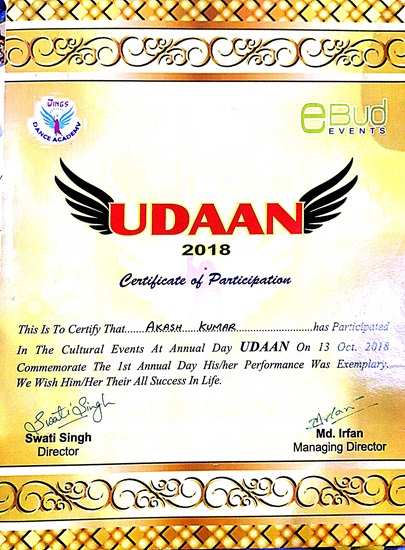 WINGS
DANCE ACADEMY
eBud
EVENTS
UDAAN
2018
Certificate of Participation
This Is To Certify That......AKASH KUMAR......................has Participated
In The Cultural Events At Annual Day UDAAN On 13 Oct. 2018
Commemorate The 1st Annual Day His/her Performance Was Exemplary.
We Wish Him/Her Their All Success In Life.
Swati Singh
Irfan
Swati Singh
Md. Irfan
Director
Managing Director